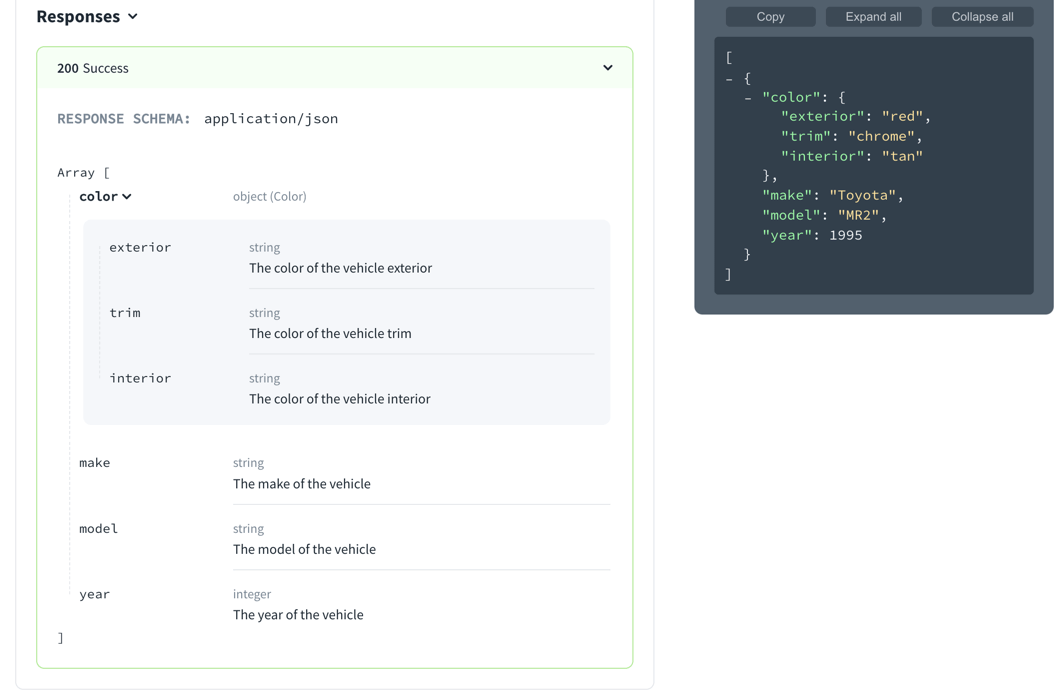 Responses
200 Success
RESPONSE SCHEMA: application/json
Array [
color object (Color)
exterior string
The color of the vehicle exterior
trim string
The color of the vehicle trim
interior string
The color of the vehicle interior
make string
The make of the vehicle
model string
The model of the vehicle
year integer
The year of the vehicle
]
Copy Expand all Collapse all
[
- {
- "color": {
"exterior": "red",
"trim": "chrome",
"interior": "tan"
},
"make": "Toyota",
"model": "MR2",
"year": 1995
}
]